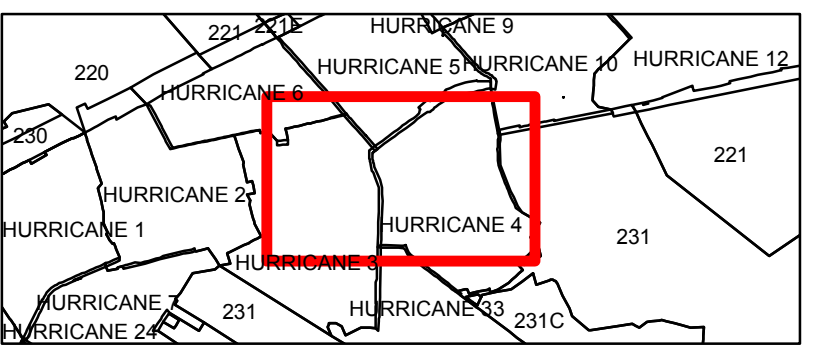 221 221E HURRICANE 9
220 HURRICANE 5 HURRICANE 10 HURRICANE 12
HURRICANE 6
230
221
HURRICANE 2
HURRICANE 1 HURRICANE 4 231
HURRICANE 3
HURRICANE 7 231 HURRICANE 33 231C
HURRICANE 24